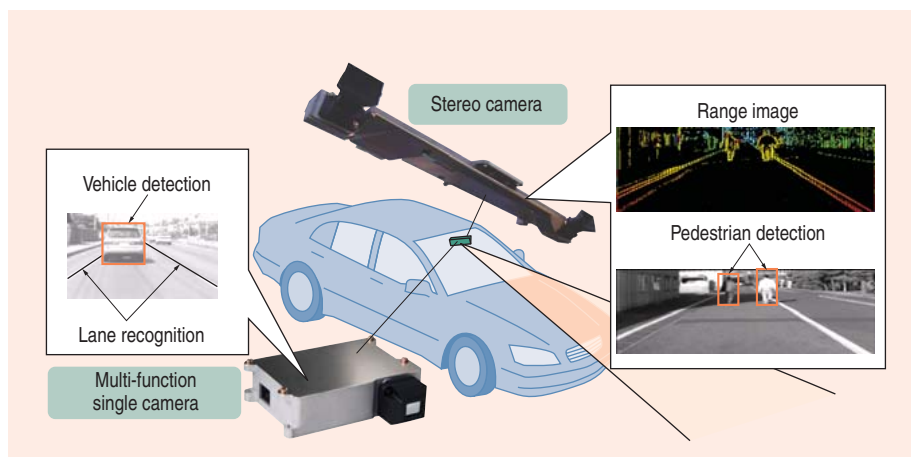 Stereo camera
Range image
Pedestrian detection
Vehicle detection
Lane recognition
Multi-function
single camera